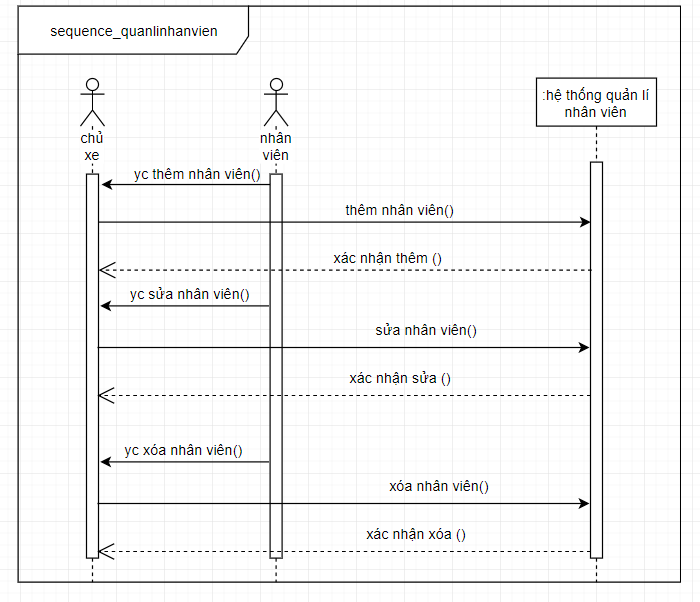 sequence_quanlinhanvien
chủ
xe
nhân
viên
:hệ thống quản lí
nhân viên
yc thêm nhân viên()
thêm nhân viên()
xác nhận thêm ()
yc sửa nhân viên()
sửa nhân viên()
xác nhận sửa ()
yc xóa nhân viên()
xóa nhân viên()
xác nhận xóa ()